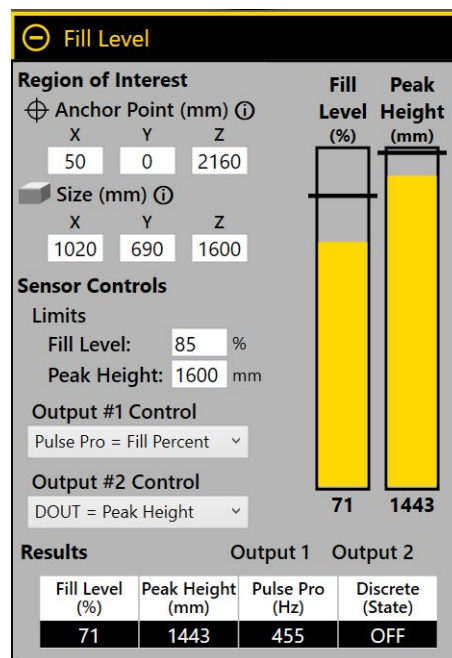 Fill Level
Region of Interest
Anchor Point (mm) ⓘ
X Y Z
50 0 2160
Size (mm) ⓘ
X Y Z
1020 690 1600
Sensor Controls
Limits
Fill Level: 85 %
Peak Height: 1600 mm
Output #1 Control
Pulse Pro = Fill Percent
Output #2 Control
DOUT = Peak Height
Fill Peak
Level Height
(%) (mm)
71 1443
Results Output 1 Output 2
Fill Level Peak Height Pulse Pro Discrete
(%) (mm) (Hz) (State)
71 1443 455 OFF